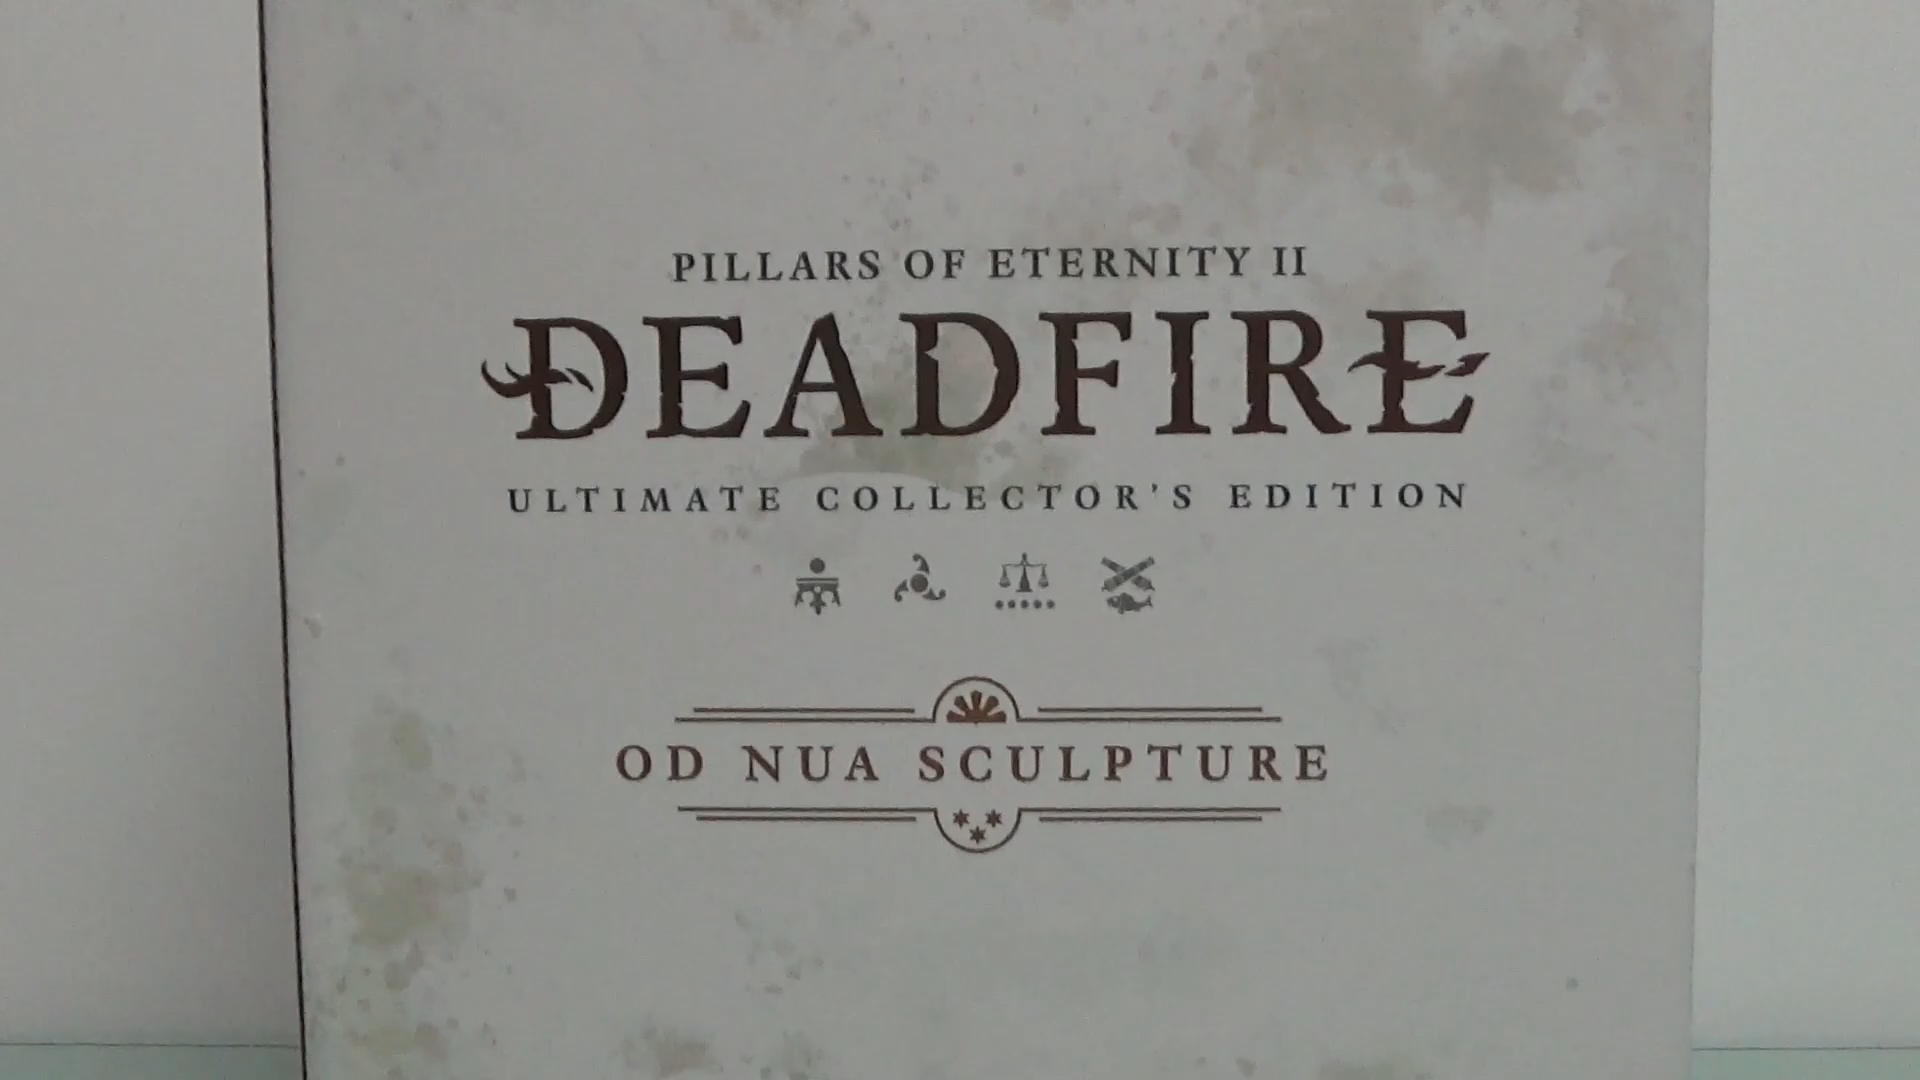 PILLARS OF ETERNITY II
DEADFIRE
ULTIMATE COLLECTOR'S EDITION
OD NUA SCULPTURE